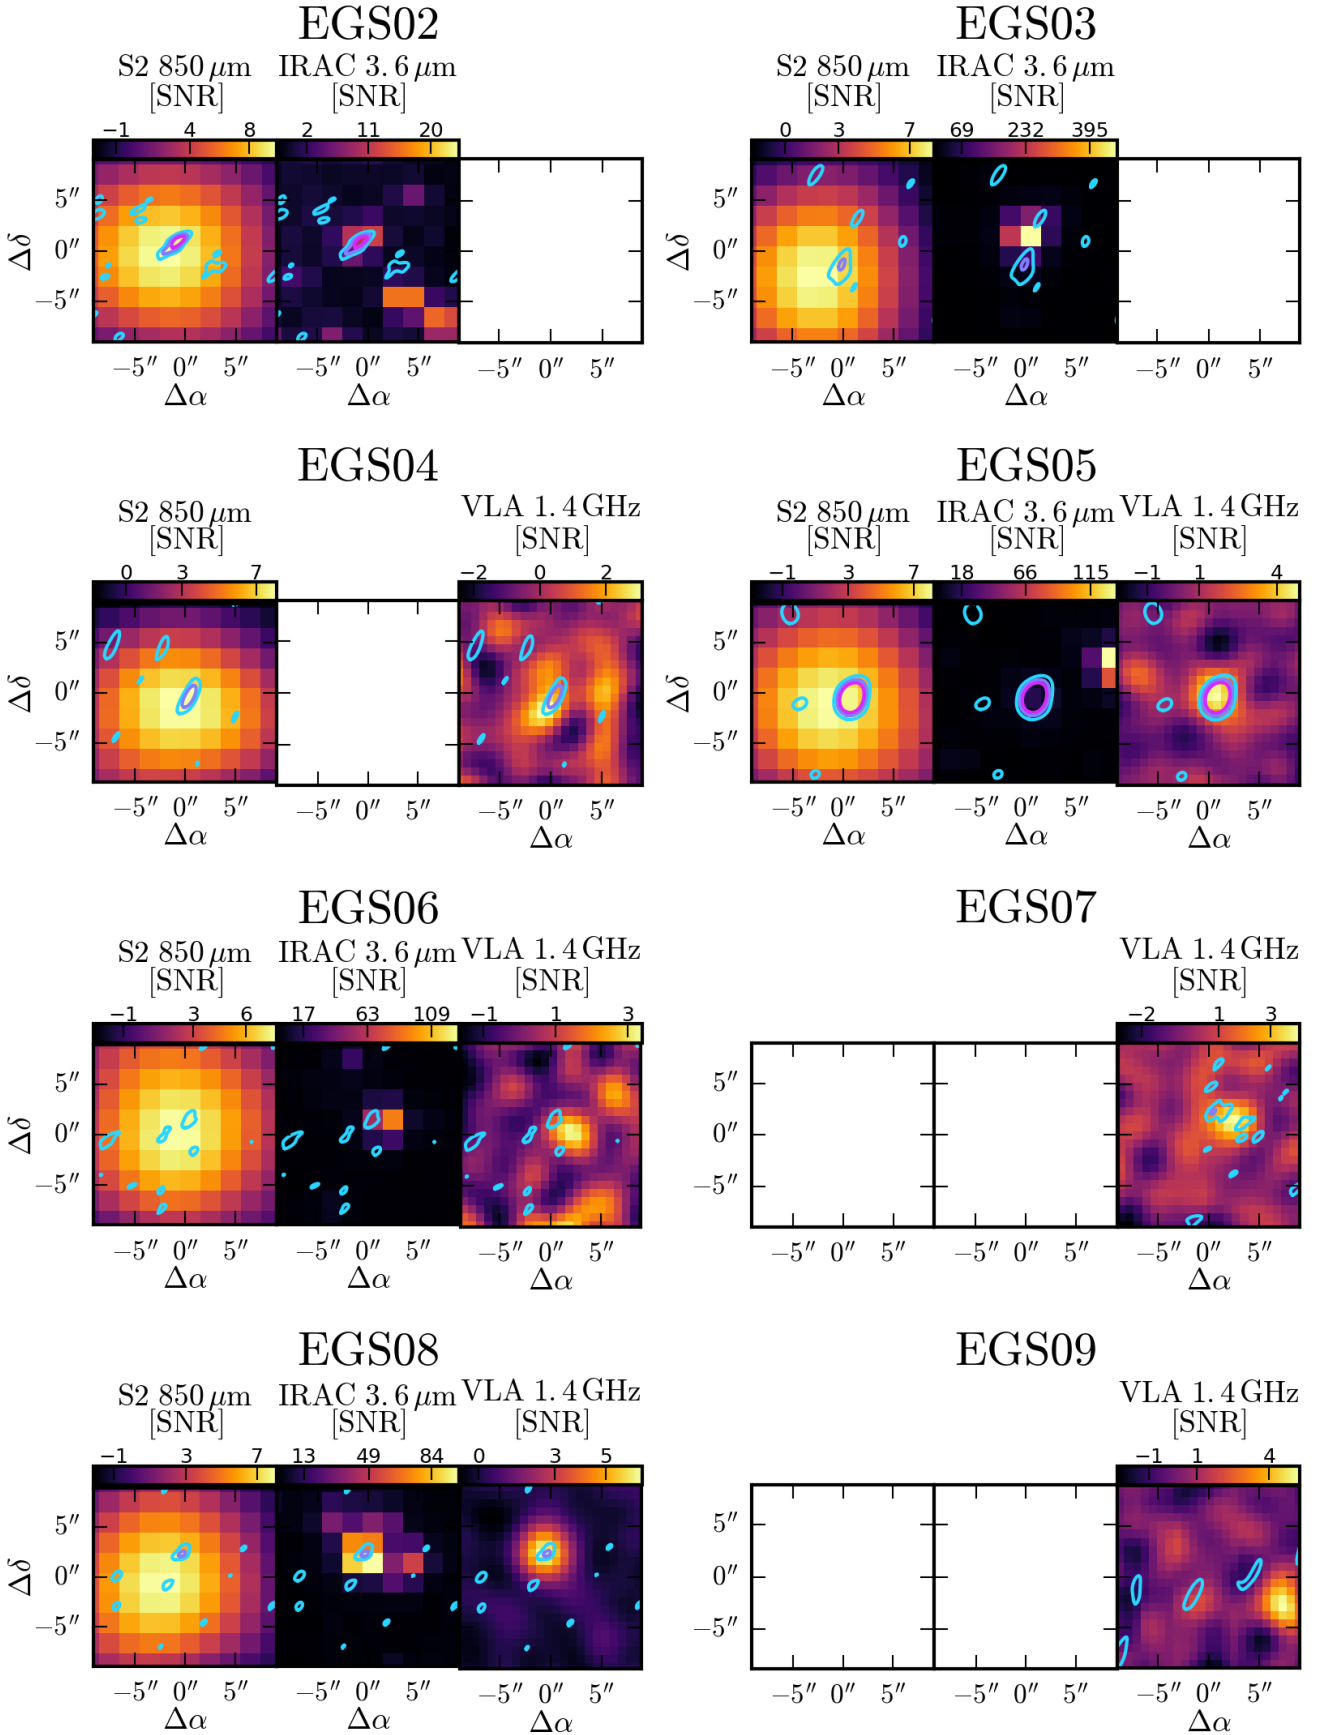 EGS02 EGS03
S2 850 μm IRAC 3.6 μm S2 850 μm IRAC 3.6 μm
[SNR] [SNR] [SNR] [SNR]
−1 4 8 2 11 20 0 3 7 69 232 395
5″ 5″
Δδ 0″ Δδ 0″
−5″ −5″
−5″ 0″ 5″ −5″ 0″ 5″ −5″ 0″ 5″ −5″ 0″ 5″ −5″ 0″ 5″ −5″ 0″ 5″
Δα Δα Δα Δα
EGS04 EGS05
S2 850 μm VLA 1.4 GHz S2 850 μm IRAC 3.6 μm VLA 1.4 GHz
[SNR] [SNR] [SNR] [SNR] [SNR]
0 3 7 −2 0 2 −1 3 7 18 66 115 −1 1 4
5″ 5″
Δδ 0″ Δδ 0″
−5″ −5″
−5″ 0″ 5″ −5″ 0″ 5″ −5″ 0″ 5″ −5″ 0″ 5″ −5″ 0″ 5″ −5″ 0″ 5″
Δα Δα Δα Δα Δα
EGS06 EGS07
S2 850 μm IRAC 3.6 μm VLA 1.4 GHz VLA 1.4 GHz
[SNR] [SNR] [SNR] [SNR]
−1 3 6 17 63 109 −1 1 3 −2 1 3
5″ 5″
Δδ 0″ 0″
−5″ −5″
−5″ 0″ 5″ −5″ 0″ 5″ −5″ 0″ 5″ −5″ 0″ 5″ −5″ 0″ 5″ −5″ 0″ 5″
Δα Δα Δα Δα
EGS08 EGS09
S2 850 μm IRAC 3.6 μm VLA 1.4 GHz VLA 1.4 GHz
[SNR] [SNR] [SNR] [SNR]
−1 3 7 13 49 84 0 3 5 −1 1 4
5″ 5″
Δδ 0″ 0″
−5″ −5″
−5″ 0″ 5″ −5″ 0″ 5″ −5″ 0″ 5″ −5″ 0″ 5″ −5″ 0″ 5″ −5″ 0″ 5″
Δα Δα Δα Δα